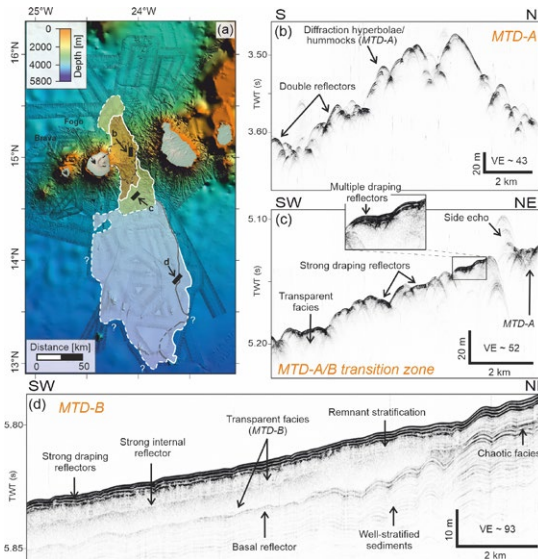 25°W
24°W
(a)
0
Depth [m]
5800
16°N
Fogo
Brava
b
15°N
c
14°N
d
?
?
?
?
Distance [km]
0
50
13°N
S
N
(b)
MTD-A
Diffraction hyperbolae/
hummocks (MTD-A)
3.50
Double reflectors
TWT (s)
3.60
20 m
VE ~ 43
2 km
SW
NE
5.10
(c)
Multiple draping
reflectors
Side echo
TWT (s)
Strong draping reflectors
Transparent
facies
MTD-A
5.20
20 m
VE ~ 52
2 km
MTD-A/B transition zone
SW
(d)
MTD-B
5.80
Transparent facies
(MTD-B)
Remnant stratification
Strong internal
reflector
Strong draping
reflectors
Chaotic facies
TWT (s)
Basal reflector
Well-stratified
sediments
10 m
VE ~ 93
5.85
2 km